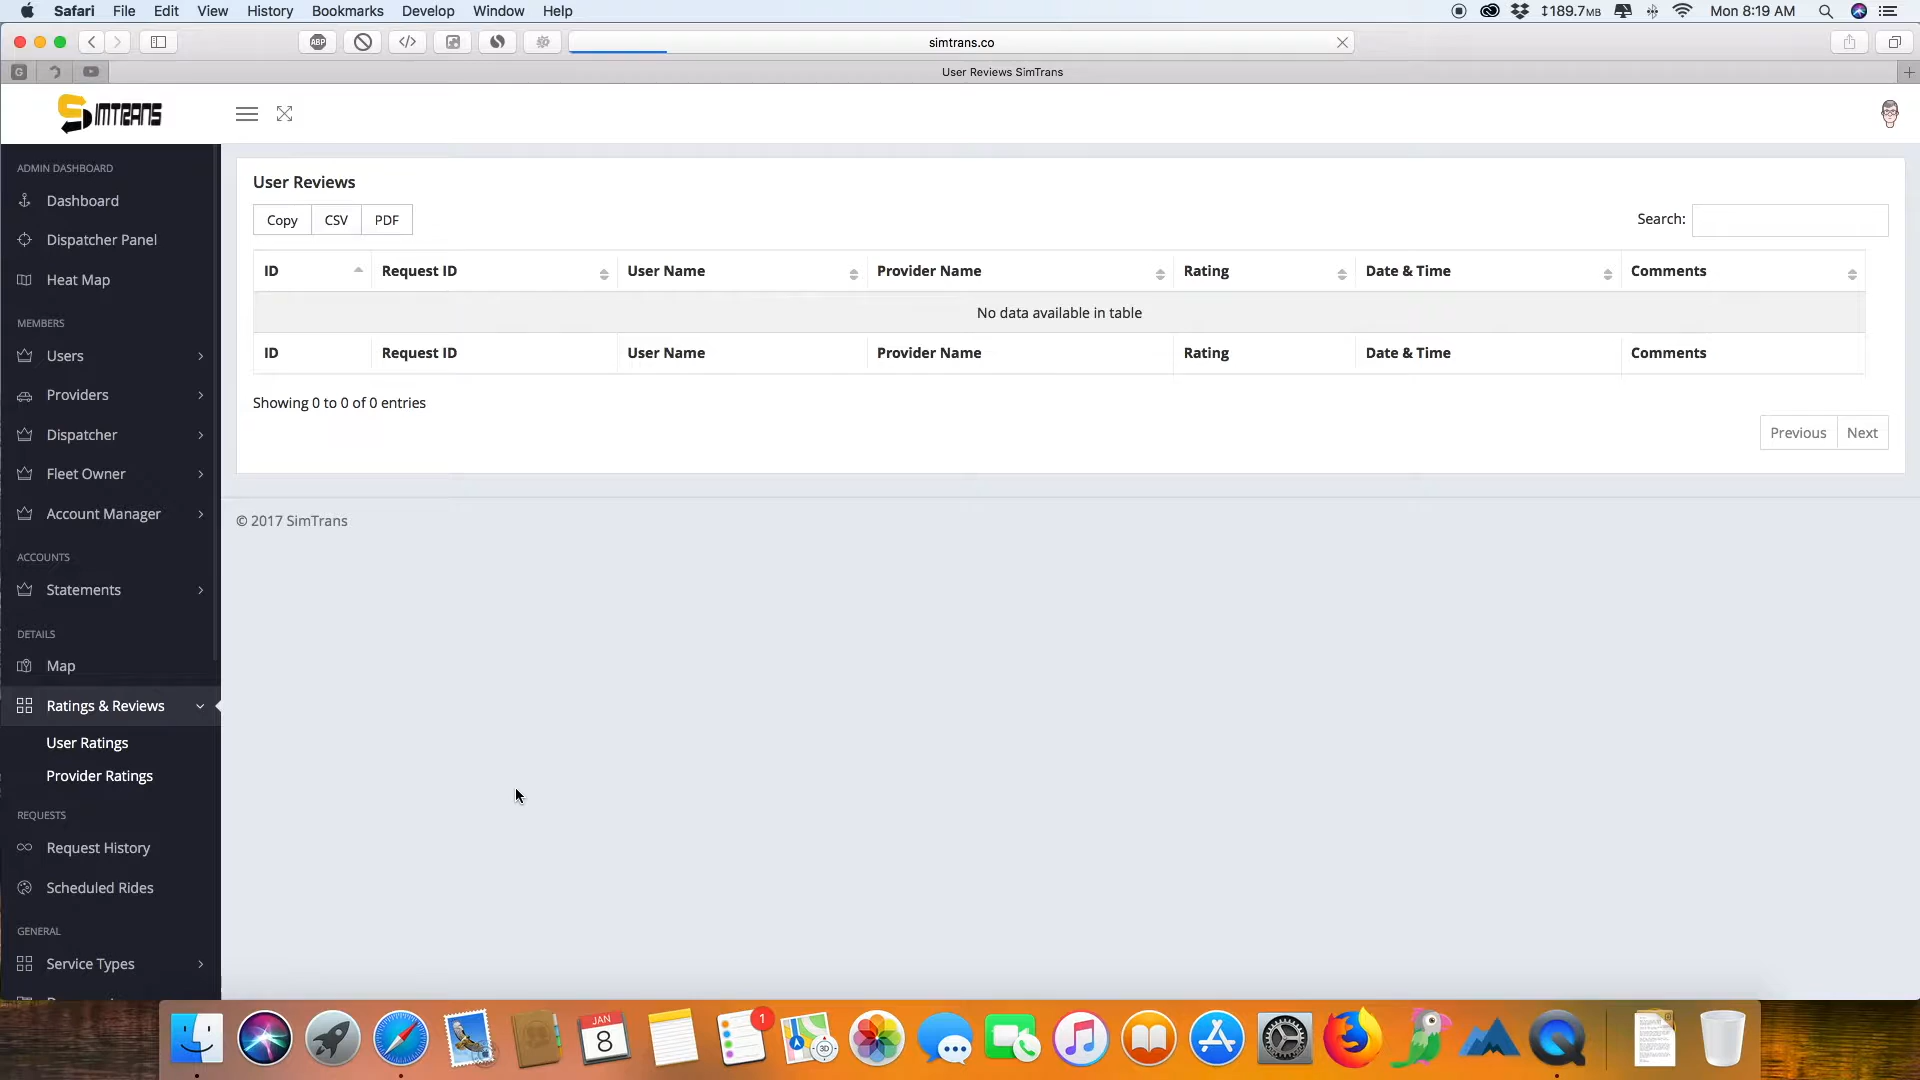 Safari File Edit View History Bookmarks Develop Window Help
189.7MB Mon 8:19 AM
ABP simtrans.co
G User Reviews SimTrans
SIMTRANS
ADMIN DASHBOARD
Dashboard
Dispatcher Panel
Heat Map
MEMBERS
Users
Providers
Dispatcher
Fleet Owner
Account Manager
ACCOUNTS
Statements
DETAILS
Map
Ratings & Reviews
User Ratings
Provider Ratings
REQUESTS
Request History
Scheduled Rides
GENERAL
Service Types
User Reviews
Copy CSV PDF Search:
ID Request ID User Name Provider Name Rating Date & Time Comments
No data available in table
ID Request ID User Name Provider Name Rating Date & Time Comments
Showing 0 to 0 of 0 entries
Previous Next
© 2017 SimTrans
JAN
8
1
3D